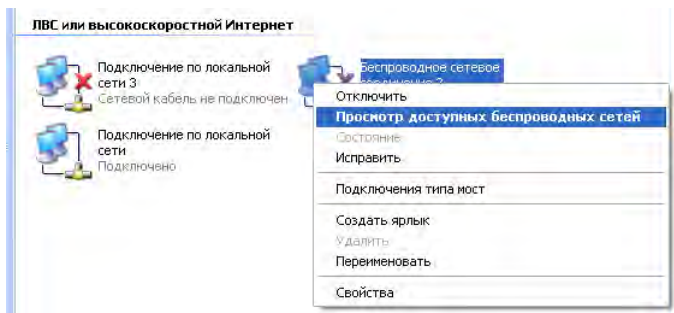 ЛВС или высокоскоростной Интернет
Подключение по локальной
сети 3
Сетевой кабель не подключен
Подключение по локальной
сети
Подключено
Беспроводное сетевое
Отключить
Просмотр доступных беспроводных сетей
Состояние
Исправить
Подключения типа мост
Создать ярлык
Удалить
Переименовать
Свойства